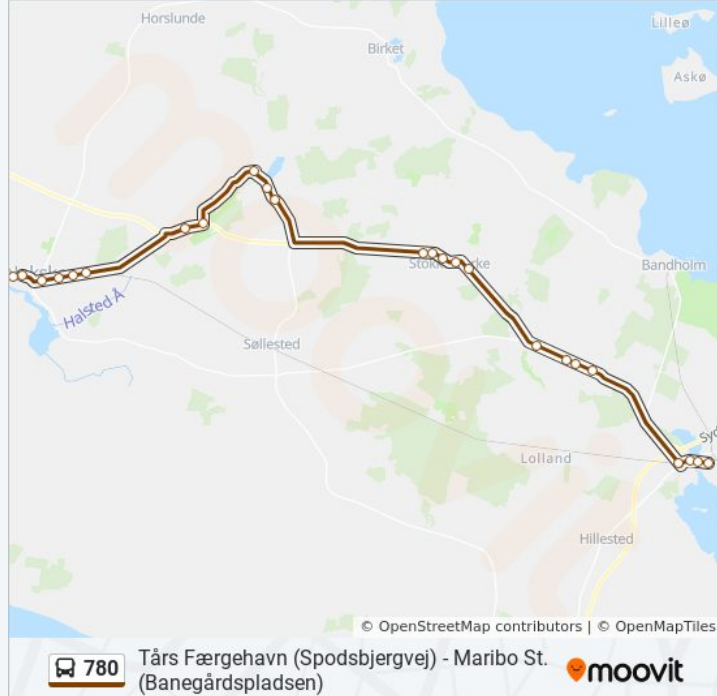 Horslunde
Lilleø
Birket
Askø
Stokkemarke
Bandholm
Halsted Å
Søllested
Lolland
Hillested
© OpenStreetMap contributors | © OpenMapTiles
780
Tårs Færgehavn (Spodsbjergvej) - Maribo St.
(Banegårdspladsen)
moovit